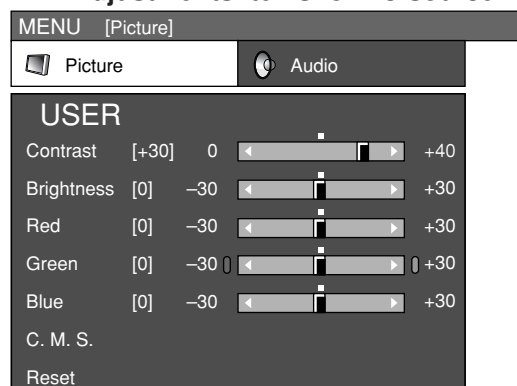 MENU [Picture]
Picture Audio
USER
Contrast [+30] 0 +40
Brightness [0] –30 +30
Red [0] –30 +30
Green [0] –30 +30
Blue [0] –30 +30
C. M. S.
Reset